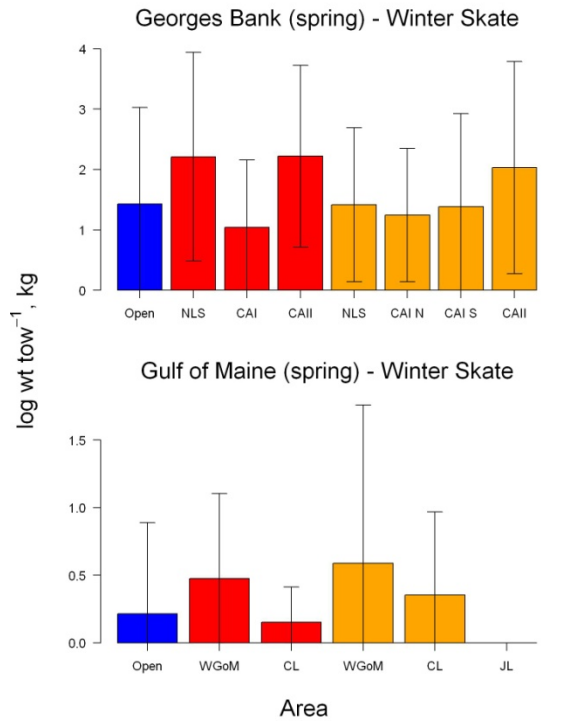 Georges Bank (spring) - Winter Skate
4
3
2
1
0
Open NLS CAI CAII NLS CAI N CAI S CAII
log wt tow⁻¹, kg
Gulf of Maine (spring) - Winter Skate
1.5
1.0
0.5
0.0
Open WGoM CL WGoM CL JL
Area